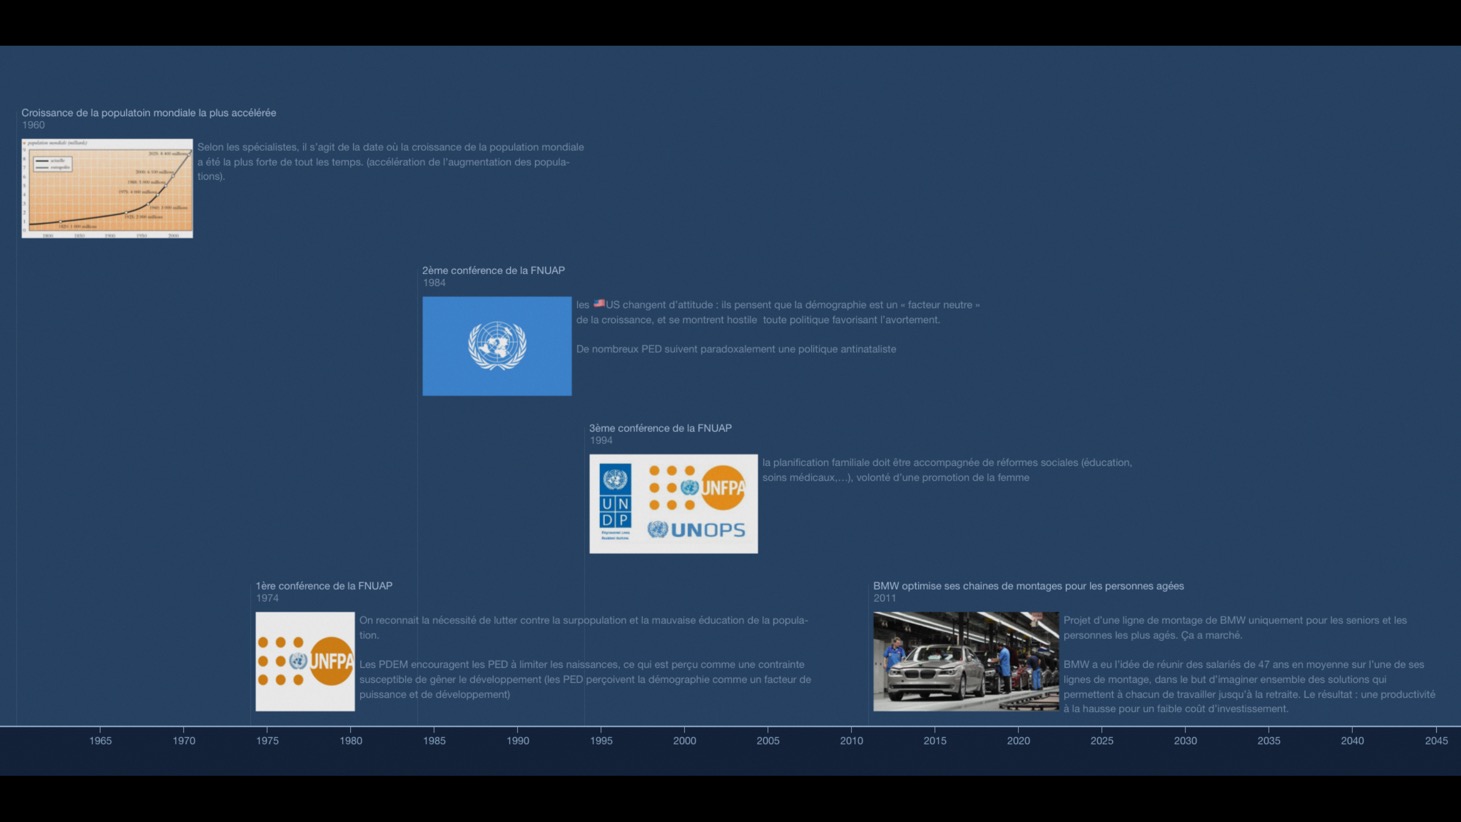 Croissance de la populatoin mondiale la plus accélérée
1960
Selon les spécialistes, il s'agit de la date où la croissance de la population mondiale
a été la plus forte de tout les temps. (accélération de l'augmentation des popula-
tions).
2ème conférence de la FNUAP
1984
les 🇺🇸US changent d'attitude : ils pensent que la démographie est un « facteur neutre »
de la croissance, et se montrent hostile  toute politique favorisant l'avortement.
De nombreux PED suivent paradoxalement une politique antinataliste
3ème conférence de la FNUAP
1994
UN
DP
UNFPA
UNOPS
la planification familiale doit être accompagnée de réformes sociales (éducation,
soins médicaux,...), volonté d'une promotion de la femme
1ère conférence de la FNUAP
1974
UNFPA
On reconnait la nécessité de lutter contre la surpopulation et la mauvaise éducation de la popula-
tion.
Les PDEM encouragent les PED à limiter les naissances, ce qui est perçu comme une contrainte
susceptible de gêner le développement (les PED perçoivent la démographie comme un facteur de
puissance et de développement)
BMW optimise ses chaines de montages pour les personnes agées
2011
Projet d'une ligne de montage de BMW uniquement pour les seniors et les
personnes les plus agés. Ça a marché.
BMW a eu l'idée de réunir des salariés de 47 ans en moyenne sur l'une de ses
lignes de montage, dans le but d'imaginer ensemble des solutions qui
permettent à chacun de travailler jusqu'à la retraite. Le résultat : une productivité
à la hausse pour un faible coût d'investissement.
1965 1970 1975 1980 1985 1990 1995 2000 2005 2010 2015 2020 2025 2030 2035 2040 2045